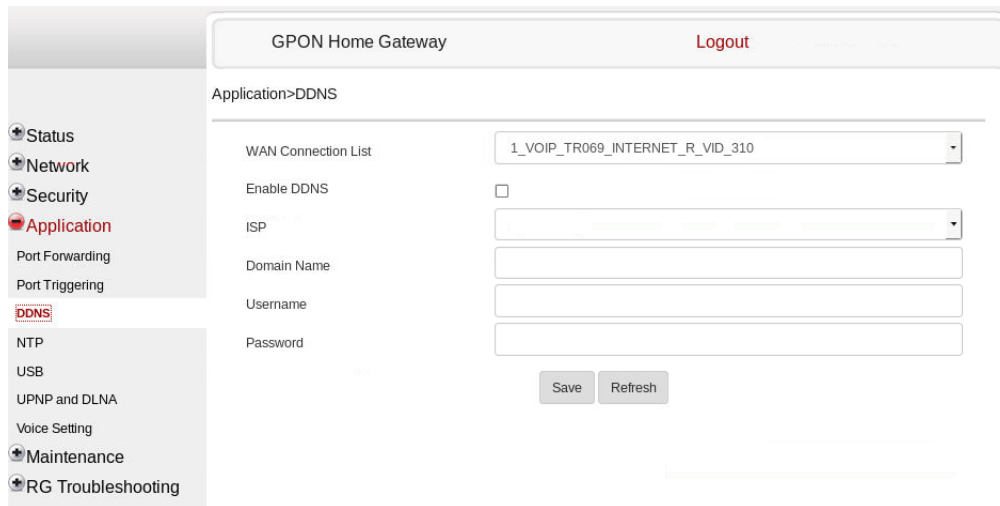 GPON Home Gateway
Logout
Application>DDNS
Status
Network
Security
Application
Port Forwarding
Port Triggering
DDNS
NTP
USB
UPNP and DLNA
Voice Setting
Maintenance
RG Troubleshooting
WAN Connection List
1_VOIP_TR069_INTERNET_R_VID_310
Enable DDNS
ISP
Domain Name
Username
Password
Save
Refresh